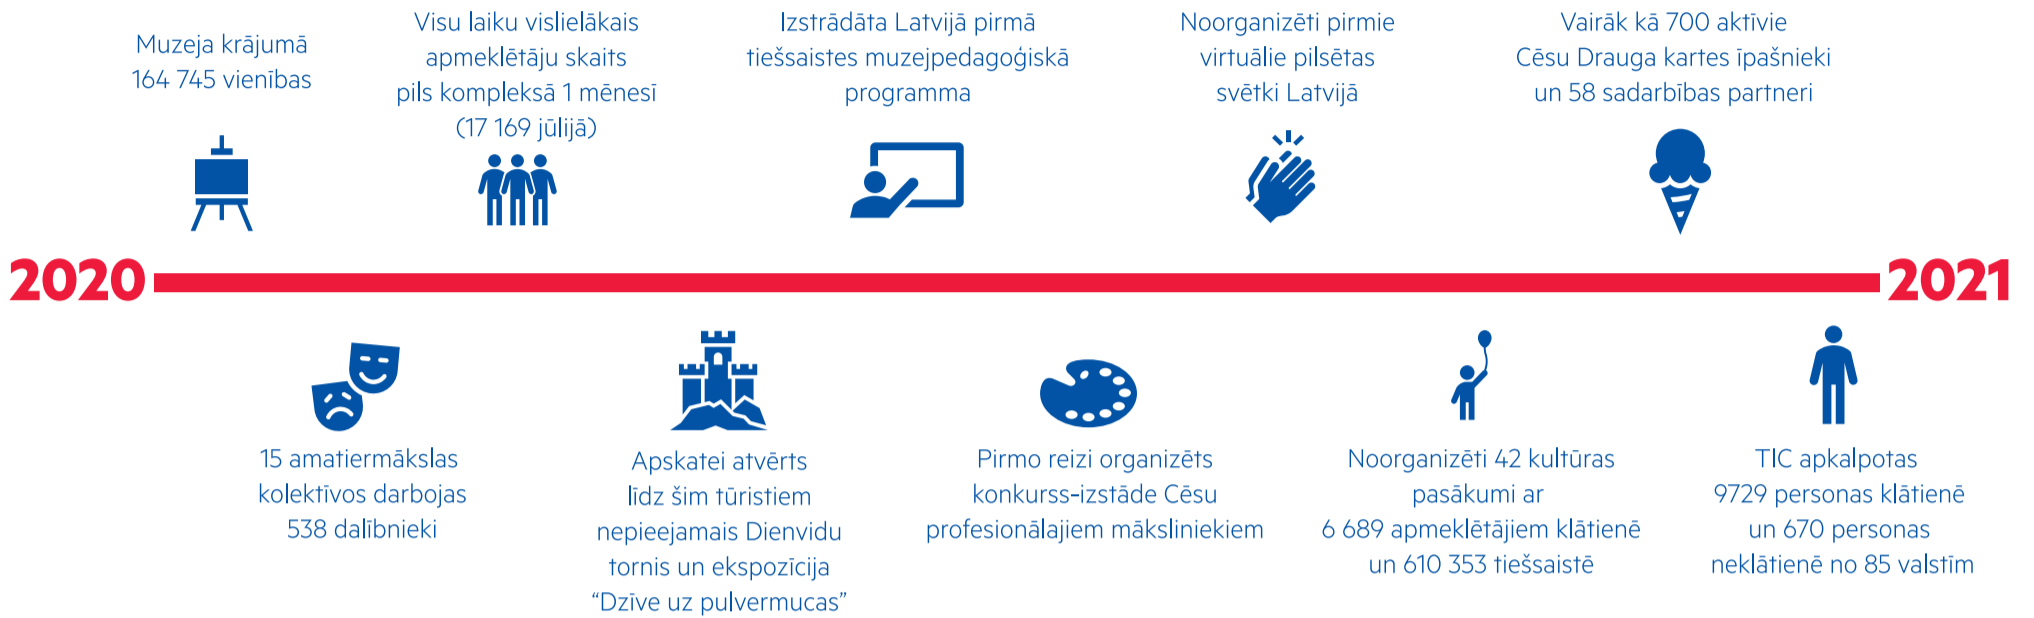 Muzeja krājumā
164 745 vienības
Visu laiku vislielākais
apmeklētāju skaits
pils kompleksā 1 mēnesī
(17 169 jūlijā)
Izstrādāta Latvijā pirmā
tiešsaistes muzejpedagoģiskā
programma
Noorganizēti pirmie
virtuālie pilsētas
svētki Latvijā
Vairāk kā 700 aktīvie
Cēsu Drauga kartes īpašnieki
un 58 sadarbības partneri
2020
2021
15 amatiermākslas
kolektīvos darbojas
538 dalībnieki
Apskatei atvērts
līdz šim tūristiem
nepieejamais Dienvidu
tornis un ekspozīcija
“Dzīve uz pulvermucas”
Pirmo reizi organizēts
konkurss-izstāde Cēsu
profesionālajiem māksliniekiem
Noorganizēti 42 kultūras
pasākumi ar
6 689 apmeklētājiem klātienē
un 610 353 tiešsaistē
TIC apkalpotas
9729 personas klātienē
un 670 personas
neklātienē no 85 valstīm